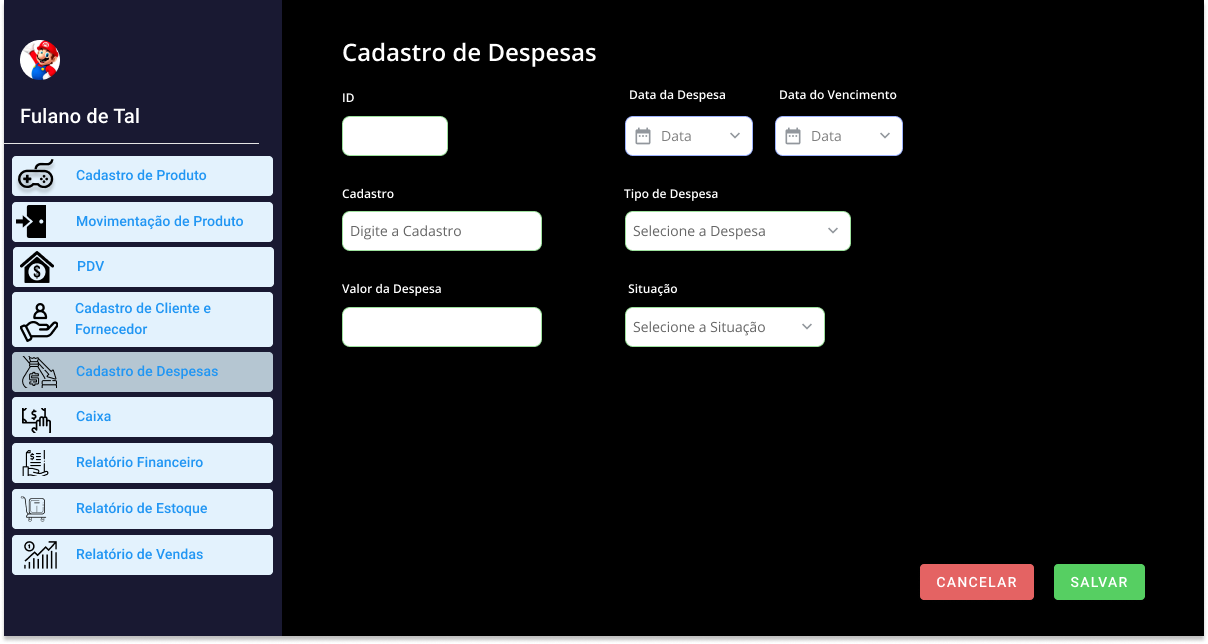 Fulano de Tal
Cadastro de Produto
Movimentação de Produto
PDV
Cadastro de Cliente e
Fornecedor
Cadastro de Despesas
Caixa
Relatório Financeiro
Relatório de Estoque
Relatório de Vendas
Cadastro de Despesas
ID
Data da Despesa
Data do Vencimento
Data
Data
Cadastro
Tipo de Despesa
Digite a Cadastro
Selecione a Despesa
Valor da Despesa
Situação
Selecione a Situação
CANCELAR
SALVAR